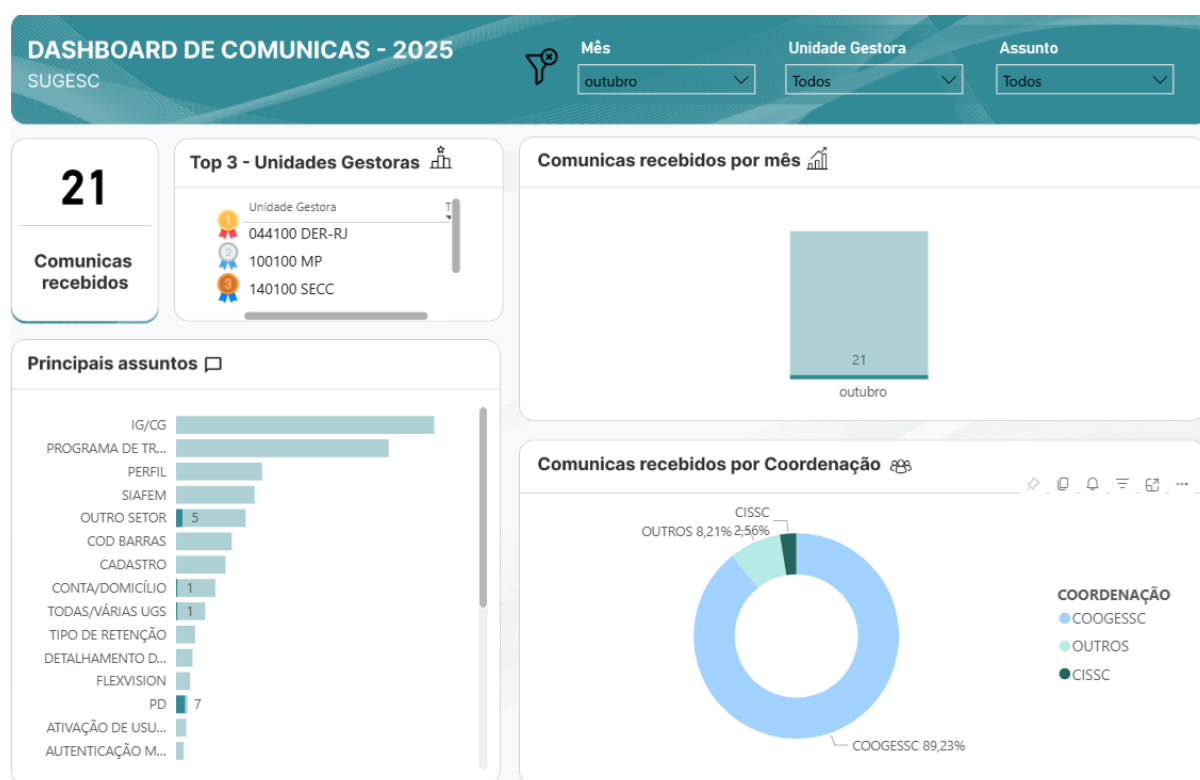 DASHBOARD DE COMUNICAS - 2025
SUGESC
Mês
outubro
Unidade Gestora
Todos
Assunto
Todos
21
Comunicas
recebidos
Top 3 - Unidades Gestoras
Unidade Gestora
T
1
044100 DER-RJ
2
100100 MP
3
140100 SECC
Comunicas recebidos por mês
21
outubro
Principais assuntos
IG/CG
PROGRAMA DE TR...
PERFIL
SIAFEM
OUTRO SETOR
5
COD BARRAS
CADASTRO
CONTA/DOMICÍLIO
1
TODAS/VÁRIAS UGS
1
TIPO DE RETENÇÃO
DETALHAMENTO D...
FLEXVISION
PD
7
ATIVAÇÃO DE USU...
AUTENTICAÇÃO M...
Comunicas recebidos por Coordenação
CISSC
2,56%
OUTROS 8,21%
COOGESSC 89,23%
COORDENAÇÃO
COOGESSC
OUTROS
CISSC